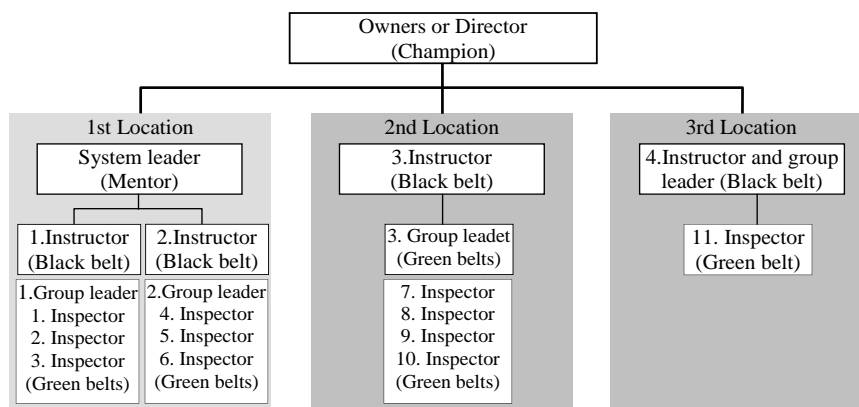 Owners or Director
(Champion)
1st Location
System leader
(Mentor)
1.Instructor
(Black belt)
2.Instructor
(Black belt)
1.Group leader
1. Inspector
2. Inspector
3. Inspector
(Green belts)
2.Group leader
4. Inspector
5. Inspector
6. Inspector
(Green belts)
2nd Location
3.Instructor
(Black belt)
3. Group leadet
(Green belts)
7. Inspector
8. Inspector
9. Inspector
10. Inspector
(Green belts)
3rd Location
4.Instructor and group
leader (Black belt)
11. Inspector
(Green belt)